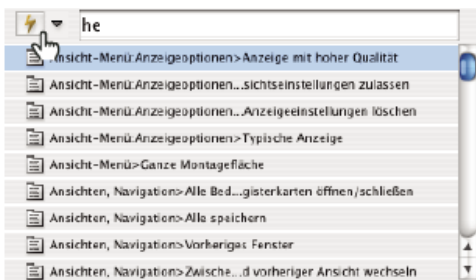 he
Ansicht-Menü:Anzeigeoptionen>Anzeige mit hoher Qualität
Ansicht-Menü:Anzeigeoptionen...sichtseinstellungen zulassen
Ansicht-Menü:Anzeigeoptionen...Anzeigeeinstellungen löschen
Ansicht-Menü:Anzeigeoptionen>Typische Anzeige
Ansicht-Menü>Ganze Montagefläche
Ansichten, Navigation>Alle Bed...gisterkarten öffnen/schließen
Ansichten, Navigation>Alle speichern
Ansichten, Navigation>Vorheriges Fenster
Ansichten, Navigation>Zwische...d vorheriger Ansicht wechseln